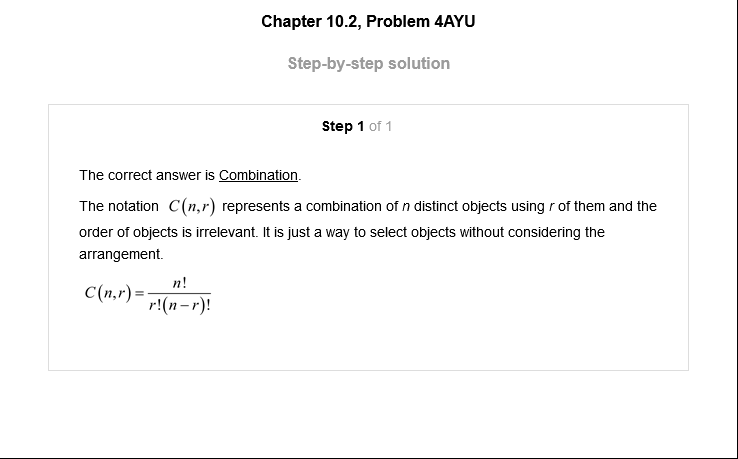 Chapter 10.2, Problem 4AYU
Step-by-step solution
Step 1 of 1
The correct answer is Combination.
The notation C(n,r) represents a combination of n distinct objects using r of them and the
order of objects is irrelevant. It is just a way to select objects without considering the
arrangement.
C(n,r) = n! / r!(n−r)!